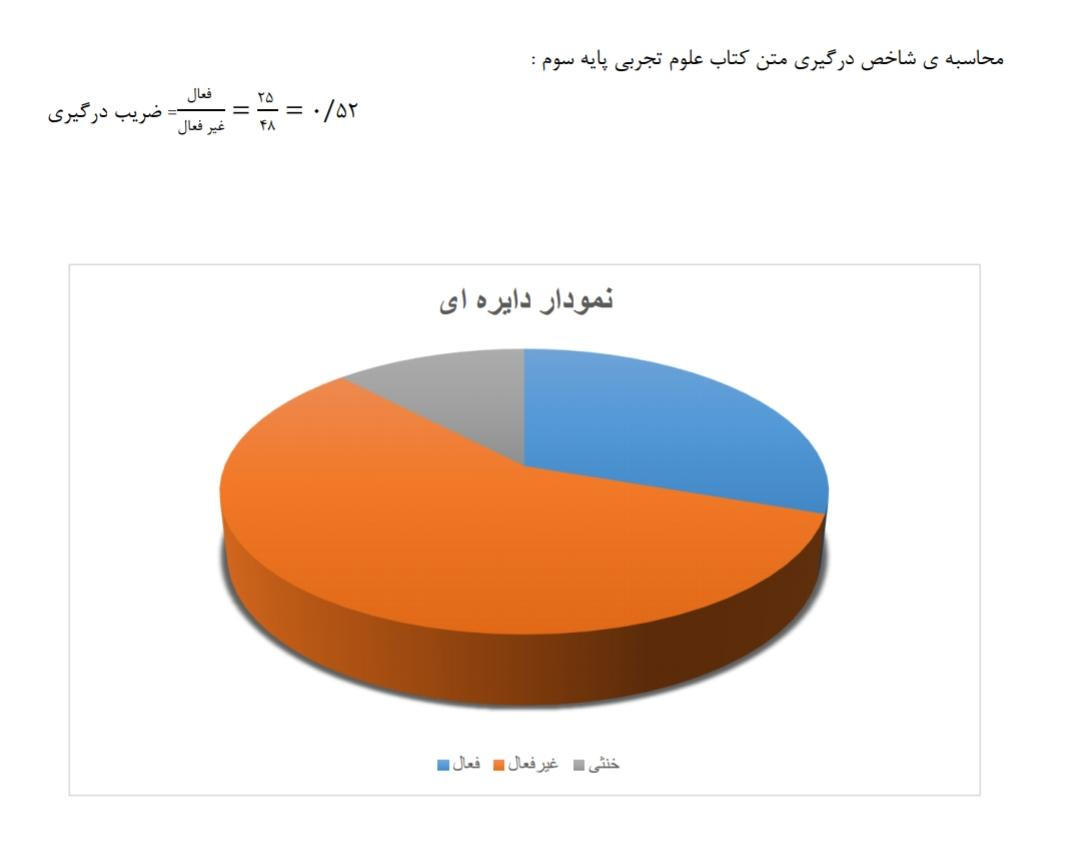 محاسبه ی شاخص درگیری متن کتاب علوم تجربی پایه سوم :
ضریب درگیری = فعال / غیر فعال = ۲۵ / ۴۸ = ۰/۵۲
نمودار دایره ای
فعال غیرفعال خنثی